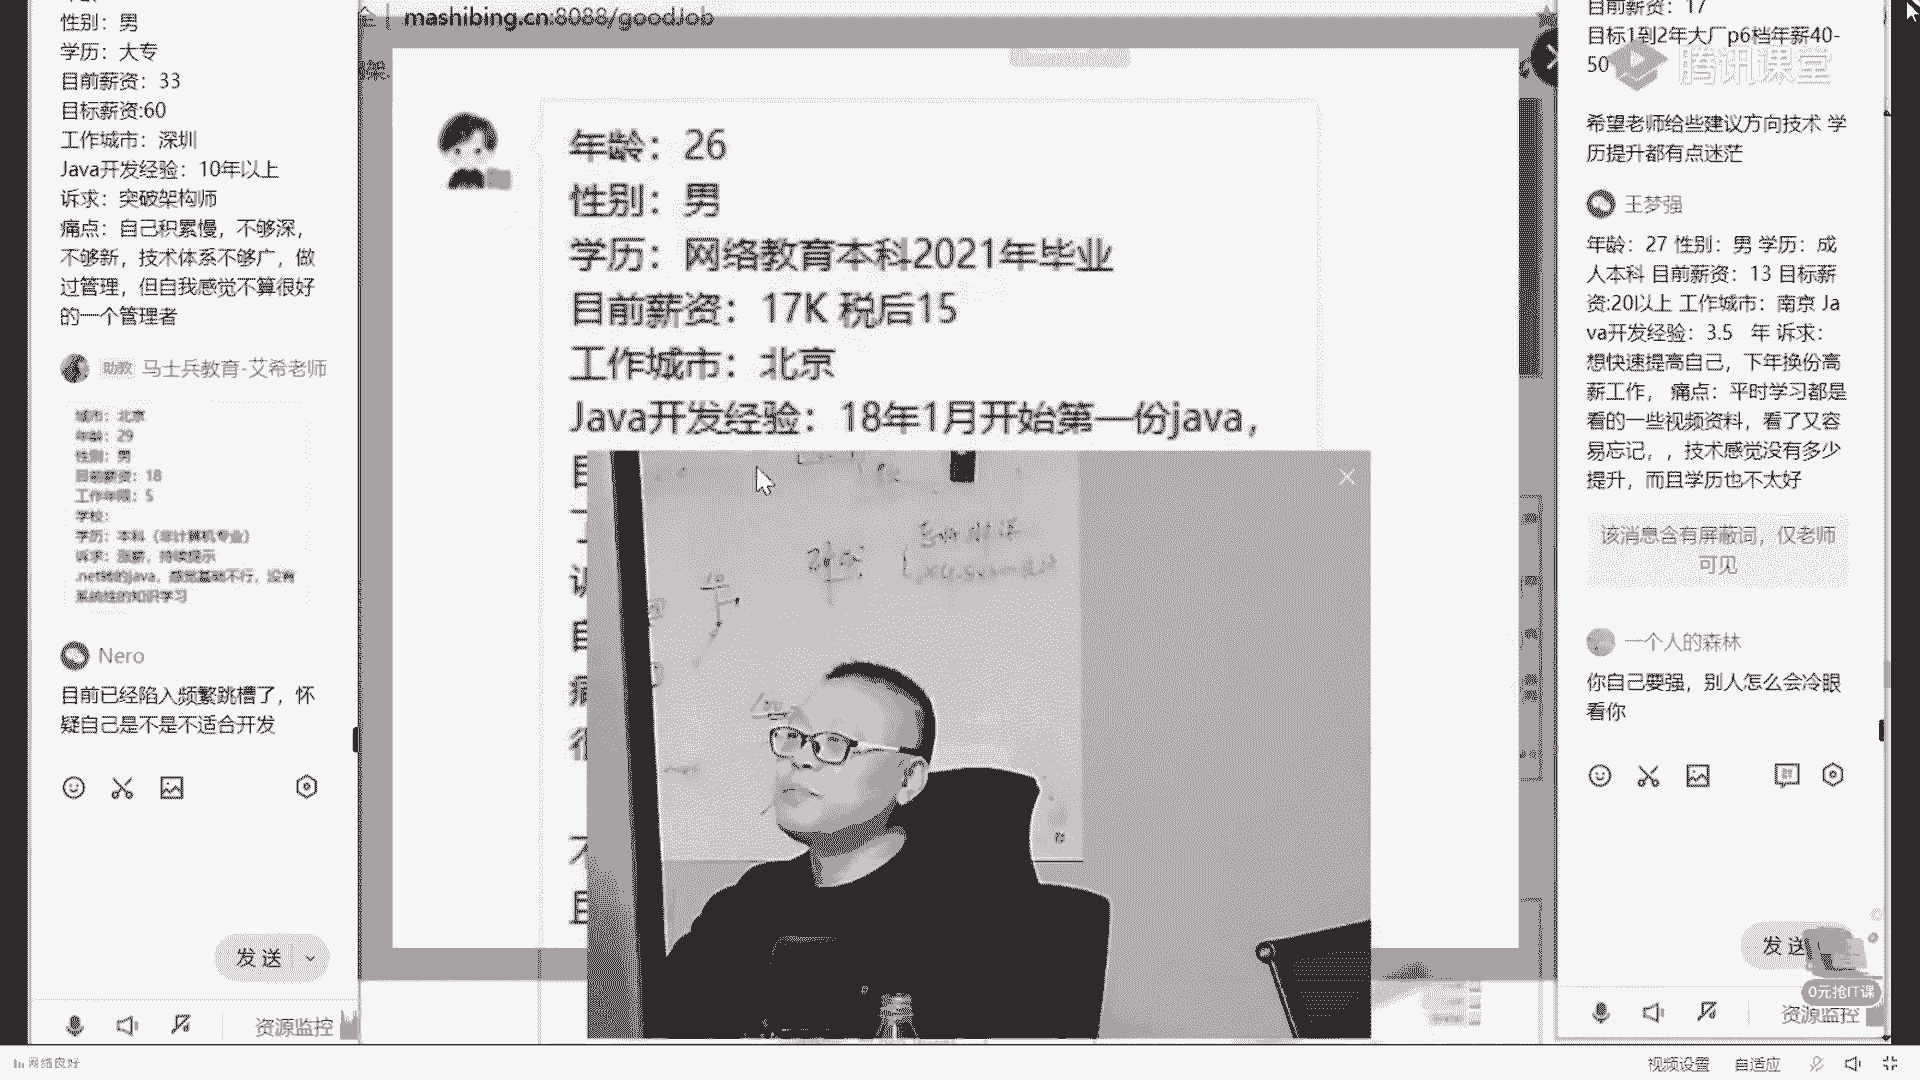 性别：男
学历：大专
目前薪资：33
目标薪资:60
工作城市：深圳
Java开发经验：10年以上
诉求：突破架构师
痛点：自己积累慢，不够深，
不够新，技术体系不够广，做
过管理，但自我感觉不算很好
的一个管理者
助教 马士兵教育-艾希老师
城市：北京
年龄：29
性别：男
目前薪资：18
工作年限：5
学校：
学历：本科（非计算机专业）
诉求：涨薪，持续提示
.net转的java，感觉基础不行，没有
系统性的知识学习
Nero
目前已经陷入频繁跳槽了，怀
疑自己是不是不适合开发
发送
资源监控
网络良好
mashibing.cn:8088/goodJob
年龄：26
性别：男
学历：网络教育本科2021年毕业
目前薪资：17K 税后15
工作城市：北京
Java开发经验：18年1月开始第一份java，
目前薪资：17
目标1到2年大厂p6档年薪40-
50
腾讯课堂
希望老师给些建议方向技术 学
历提升都有点迷茫
王梦强
年龄：27 性别：男 学历：成
人本科 目前薪资：13 目标薪
资:20以上 工作城市：南京 Ja
va开发经验：3.5 年 诉求：
想快速提高自己，下年换份高
薪工作， 痛点：平时学习都是
看的一些视频资料，看了又容
易忘记，，技术感觉没有多少
提升，而且学历也不太好
该消息含有屏蔽词，仅老师
可见
一个人的森林
你自己要强，别人怎么会冷眼
看你
发送
0元抢IT课
资源监控
视频设置 自适应